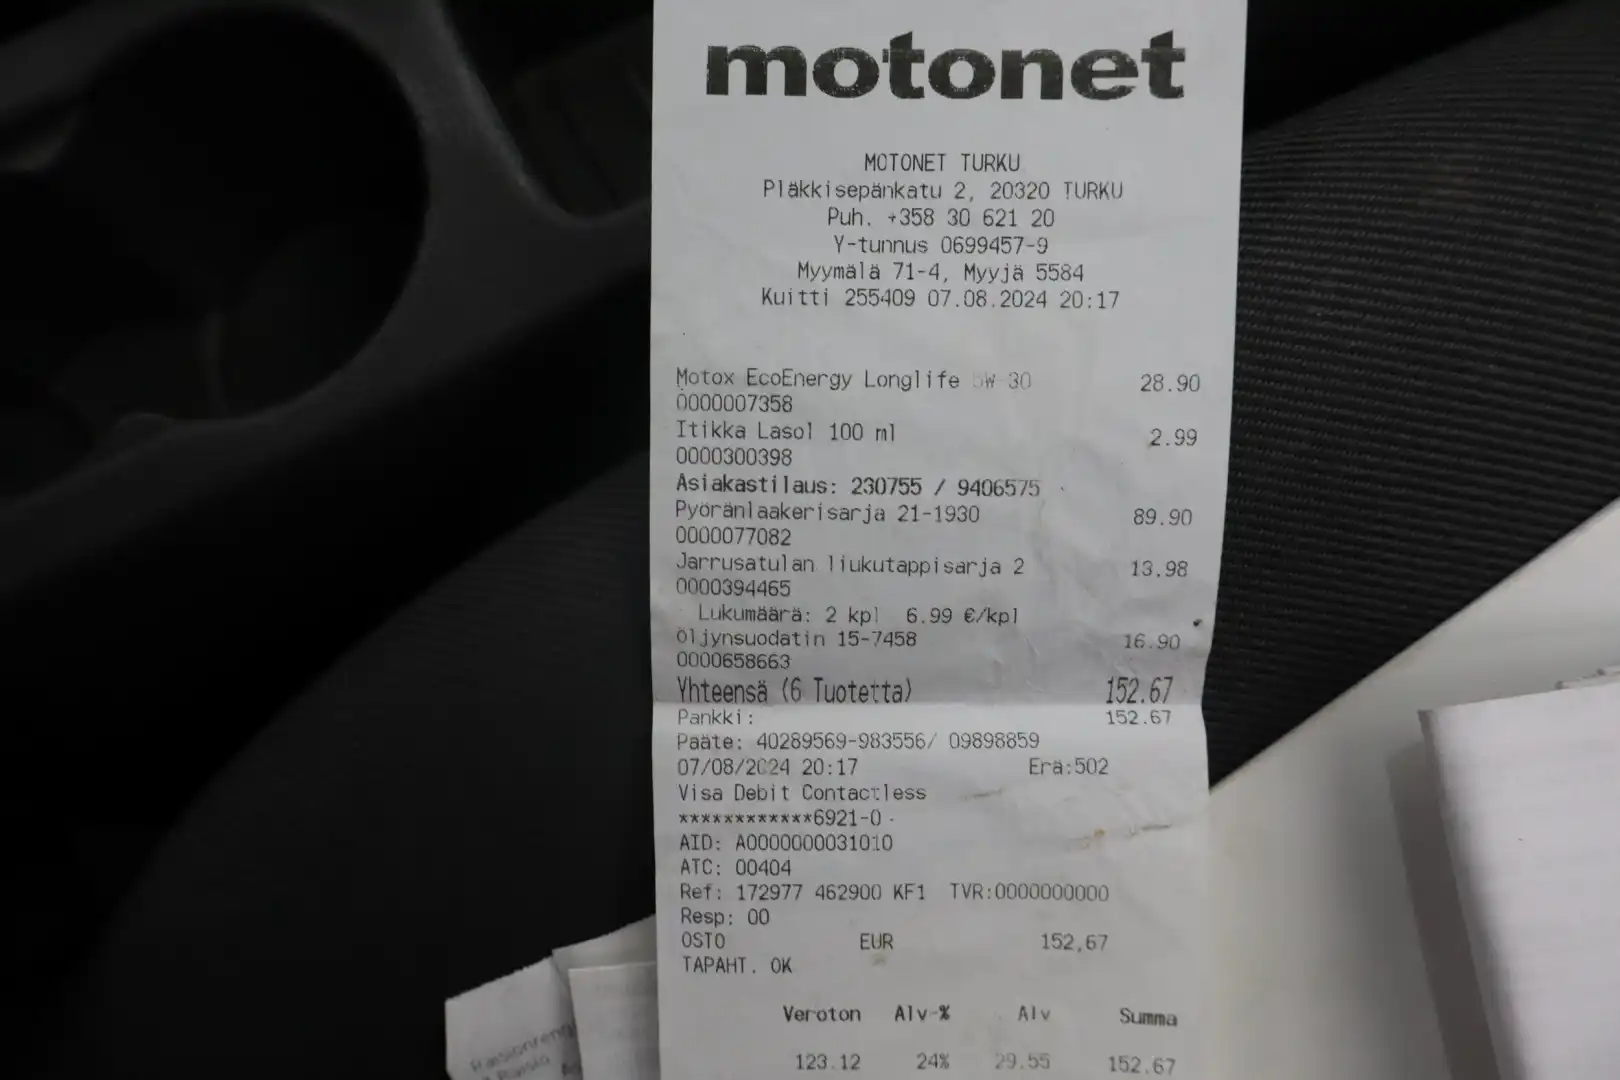 motonet
MOTONET TURKU
Pläkkisepänkatu 2, 20320 TURKU
Puh. +358 30 621 20
Y-tunnus 0699457-9
Myymälä 71-4, Myyjä 5584
Kuitti 255409 07.08.2024 20:17
Motox EcoEnergy Longlife 5W-30 28.90
0000007358
Itikka Lasol 100 ml 2.99
0000300398
Asiakastilaus: 230755 / 9406575
Pyöränlaakerisarja 21-1930 89.90
0000077082
Jarrusatulan liukutappisarja 2 13.98
0000394465
Lukumäärä: 2 kpl 6.99 €/kpl
Öljynsuodatin 15-7458 16.90
0000658663
Yhteensä (6 Tuotetta) 152.67
Pankki: 152.67
Pääte: 40289569-983556/ 09898859
07/08/2024 20:17 Erä:502
Visa Debit Contactless
************6921-0
AID: A0000000031010
ATC: 00404
Ref: 172977 462900 KF1 TVR:0000000000
Resp: 00
OSTO EUR 152,67
TAPAHT. OK
Veroton Alv-% Alv Summa
123.12 24% 29.55 152.67